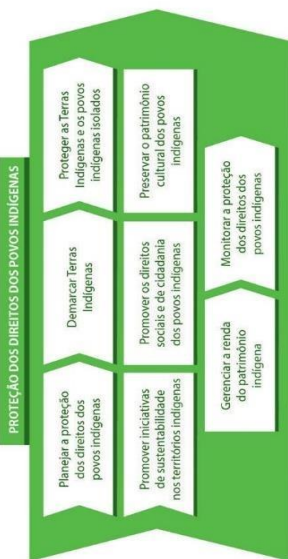 PROTEÇÃO DOS DIREITOS DOS POVOS INDÍGENAS
Planejar a proteção
dos direitos dos
povos indígenas
Demarcar Terras
Indígenas
Proteger as Terras
Indígenas e os povos
indígenas isolados
Promover iniciativas
de sustentabilidade
nos territórios indígenas
Promover os direitos
sociais e de cidadania
dos povos indígenas
Preservar o patrimônio
cultural dos povos
indígenas
Gerenciar a renda
do patrimônio
indígena
Monitorar a proteção
dos direitos dos
povos indígenas